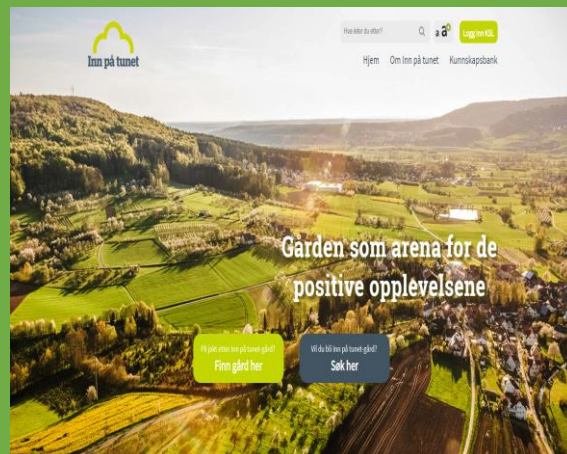 Inn på tunet
Hva leter du etter?
a a
Logg inn KSL
Hjem Om Inn på tunet Kunnskapsbank
Gården som arena for de
positive opplevelsene
På jakt etter Inn på tunet-gård?
Finn gård her
Vil du bli Inn på tunet-gård?
Søk her